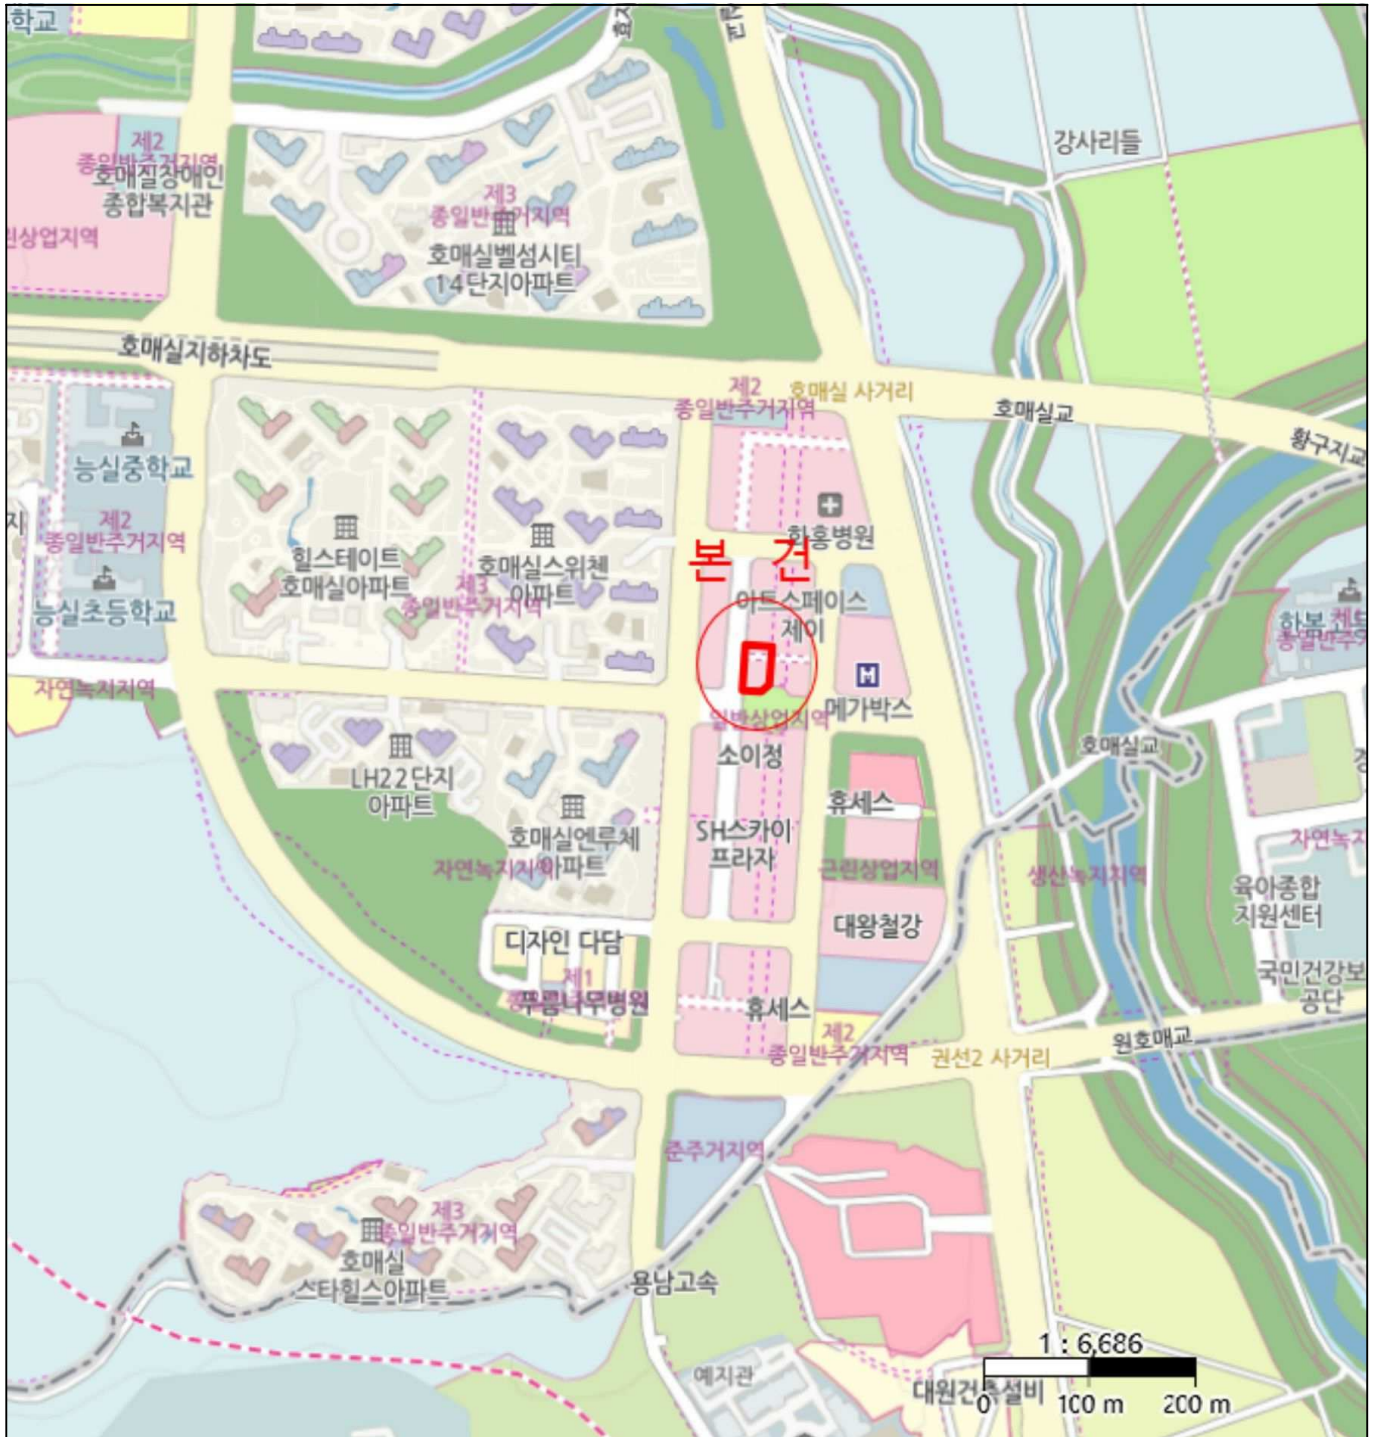 학교
강사리들
제2
종일반주거지역
호매실장애인
종합복지관
제3
종일반주거지역
호매실벨섬시티
14단지아파트
린상업지역
호매실지하차도
제2
종일반주거지역
호매실 사거리
호매실교
황구지교
능실중학교
제2
종일반주거지역
지
능실초등학교
힐스테이트
호매실아파트
호매실스위첸
아파트
제3
종일반주거지역
화홍병원
본 건
아트스페이스
제이
메가박스
일반상업지역
종일반주
자연녹지지역
호매실교
소이정
LH22단지
아파트
휴세스
SH스카이
프라자
호매실엔루체
아파트
자연녹지지역
근린상업지역
생산녹지지역
자연녹지
육아종합
지원센터
대왕철강
디자인 다담
제1
푸름나무병원
휴세스
국민건강보
공단
제2
종일반주거지역
권선2 사거리
원호매교
준주거지역
제3
종일반주거지역
호매실
스타힐스아파트
용남고속
예지관
대원건축설비
1 : 6,686
0 100 m 200 m